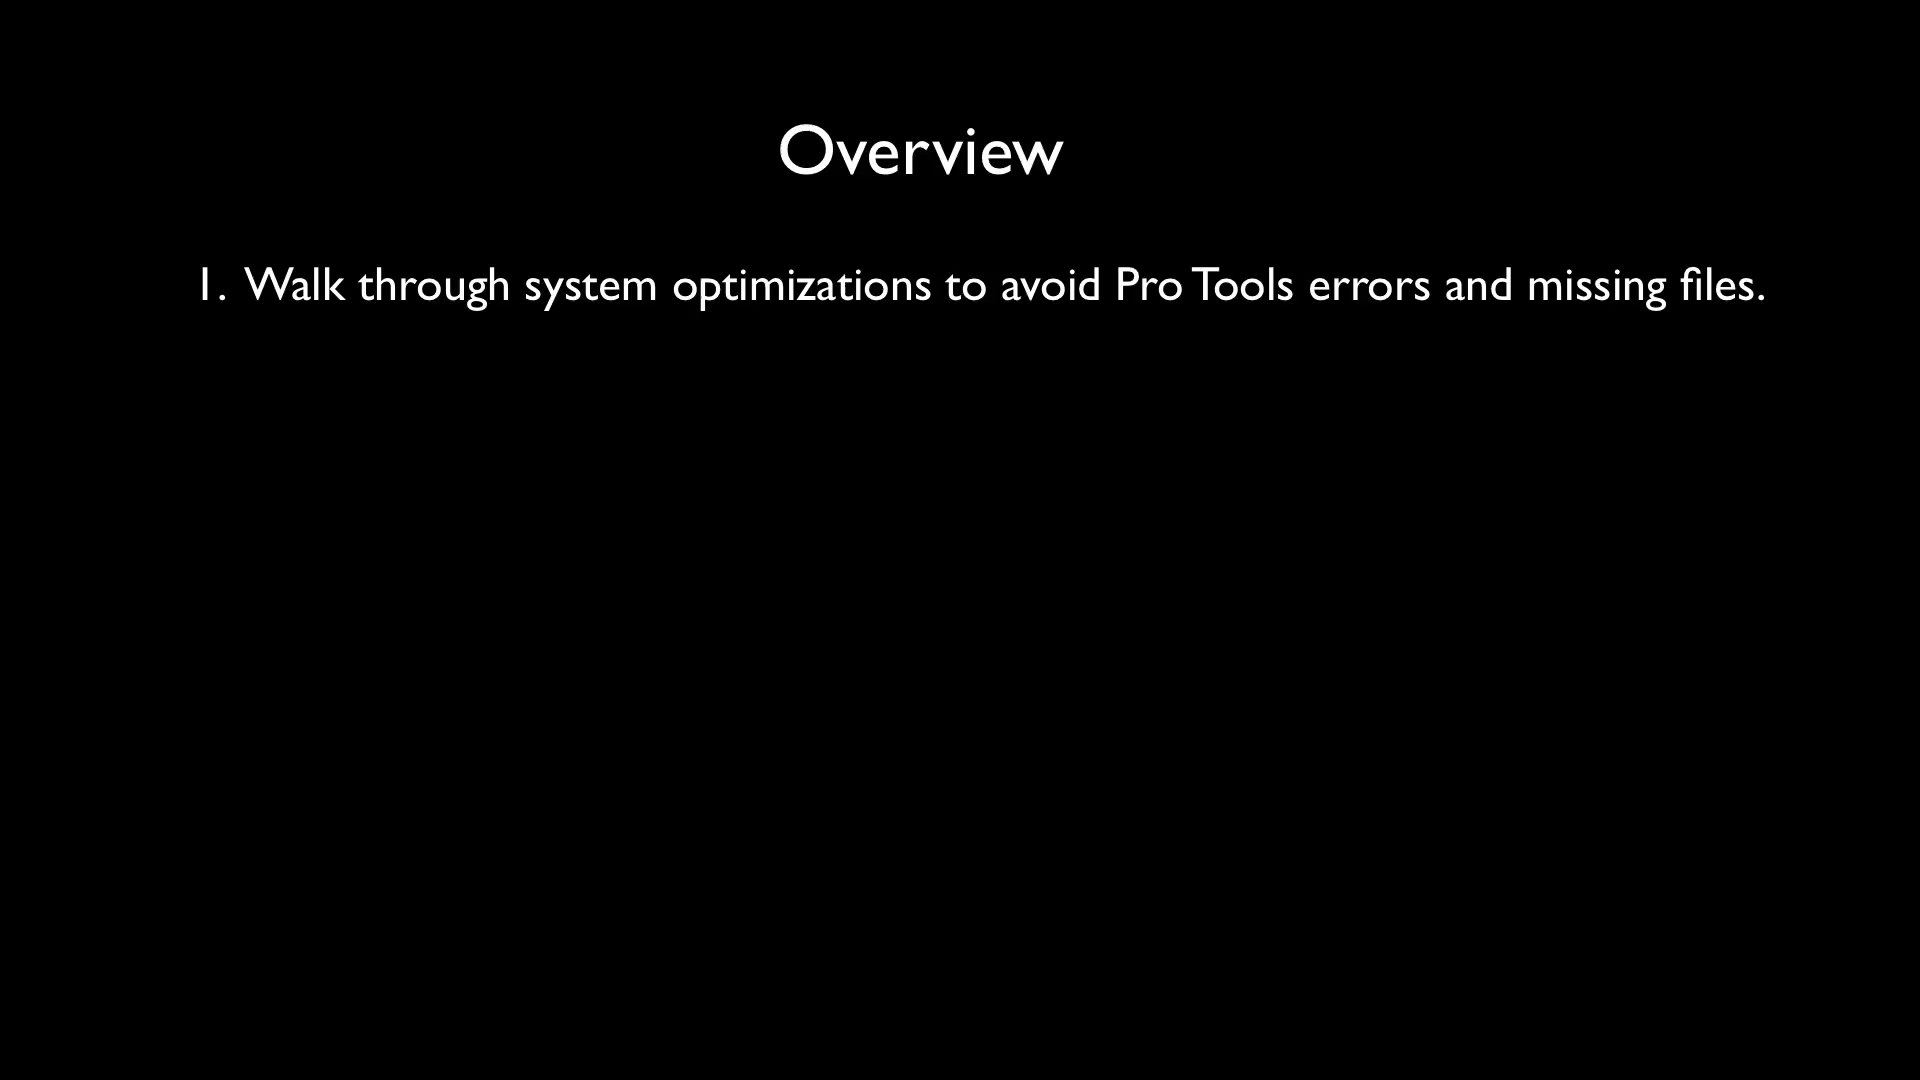 Overview
1. Walk through system optimizations to avoid Pro Tools errors and missing files.